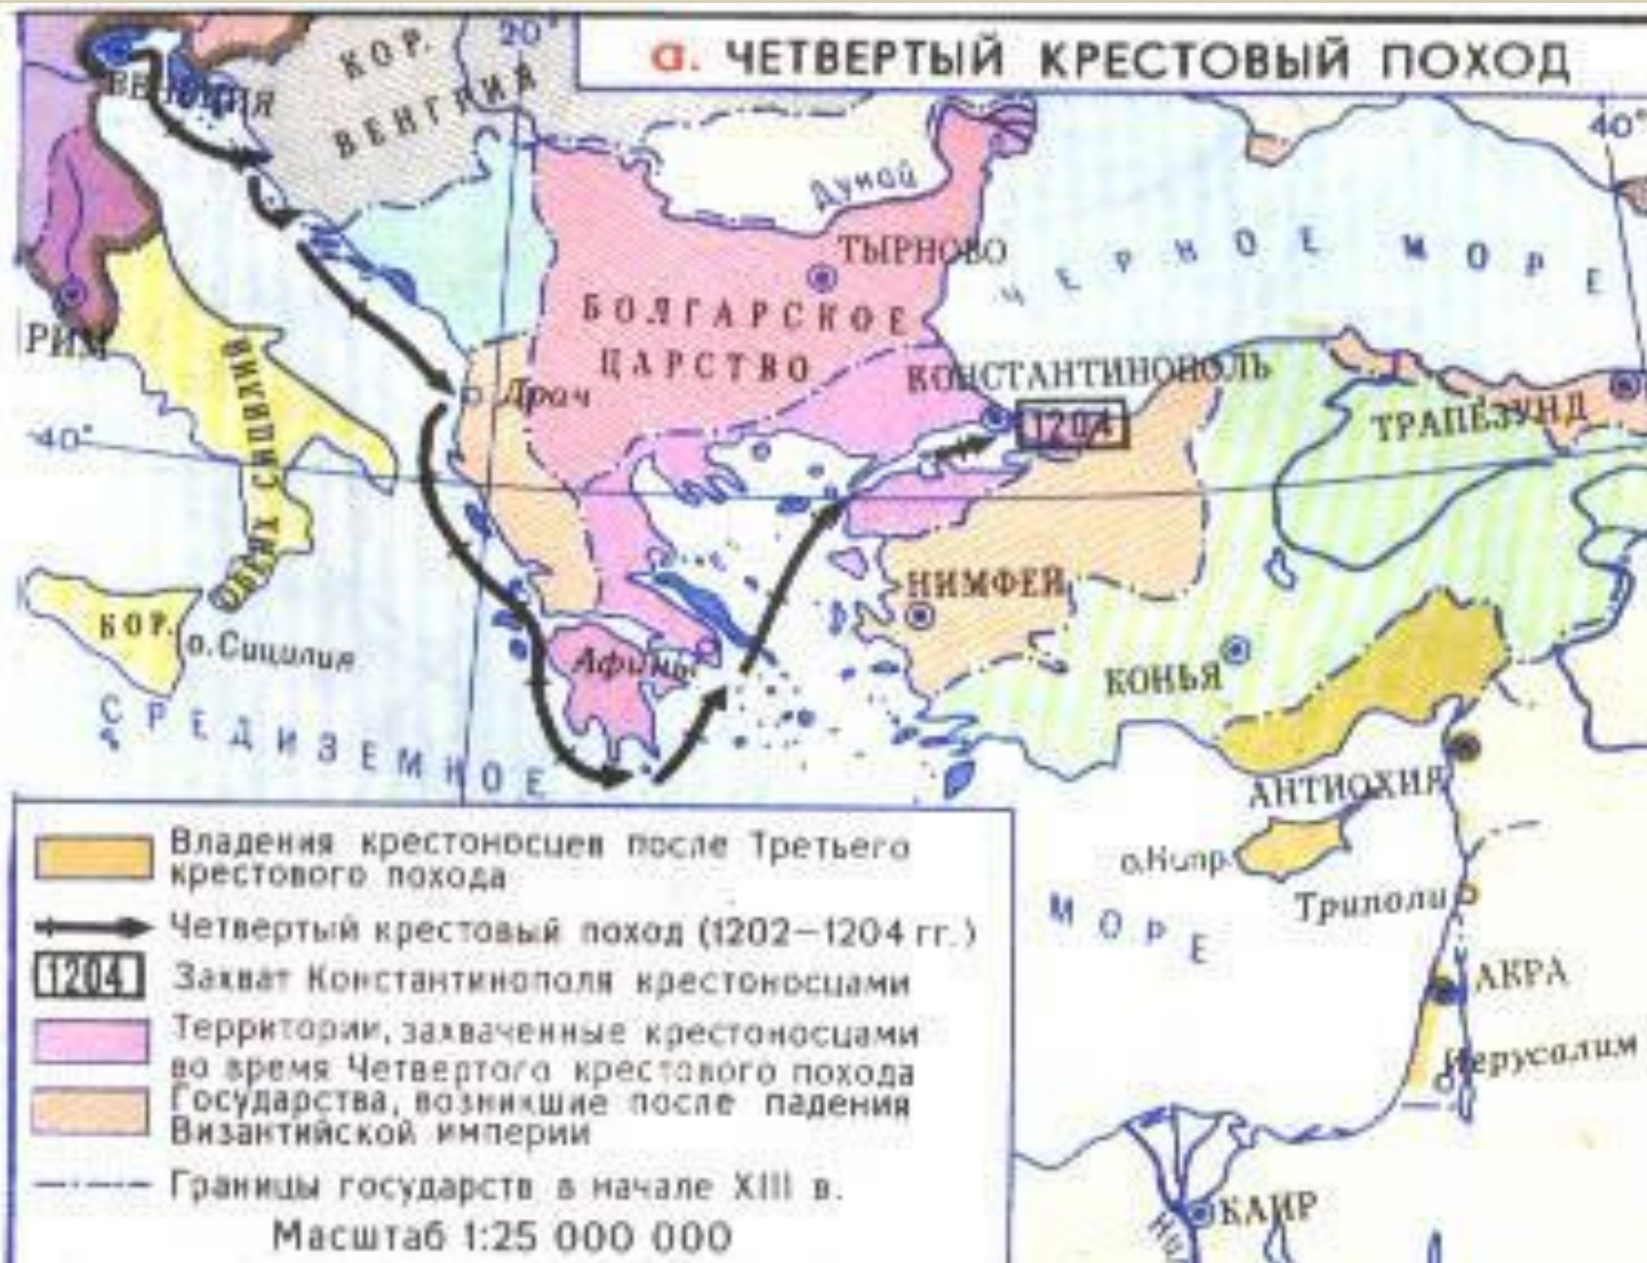 а. ЧЕТВЕРТЫЙ КРЕСТОВЫЙ ПОХОД
20°
40°
КОР.
ВЕНГРИЯ
ВЕНЕЦИЯ
Дунай
ТЫРНОВО
ЧЕРНОЕ МОРЕ
БОЛГАРСКОЕ
ЦАРСТВО
РИМ
КОНСТАНТИНОПОЛЬ
1204
Драч
ТРАПЕЗУНД
40°
КОР.
ОБЕИХ СИЦИЛИЙ
о.Сицилия
НИМФЕЙ
Афины
КОНЬЯ
СРЕДИЗЕМНОЕ
МОРЕ
АНТИОХИЯ
о.Кипр
Триполи
АКРА
Иерусалим
КАИР
Владения крестоносцев после Третьего
крестового похода
Четвертый крестовый поход (1202–1204 гг.)
1204 Захват Константинополя крестоносцами
Территории, захваченные крестоносцами
во время Четвертого крестового похода
Государства, возникшие после падения
Византийской империи
Границы государств в начале XIII в.
Масштаб 1:25 000 000